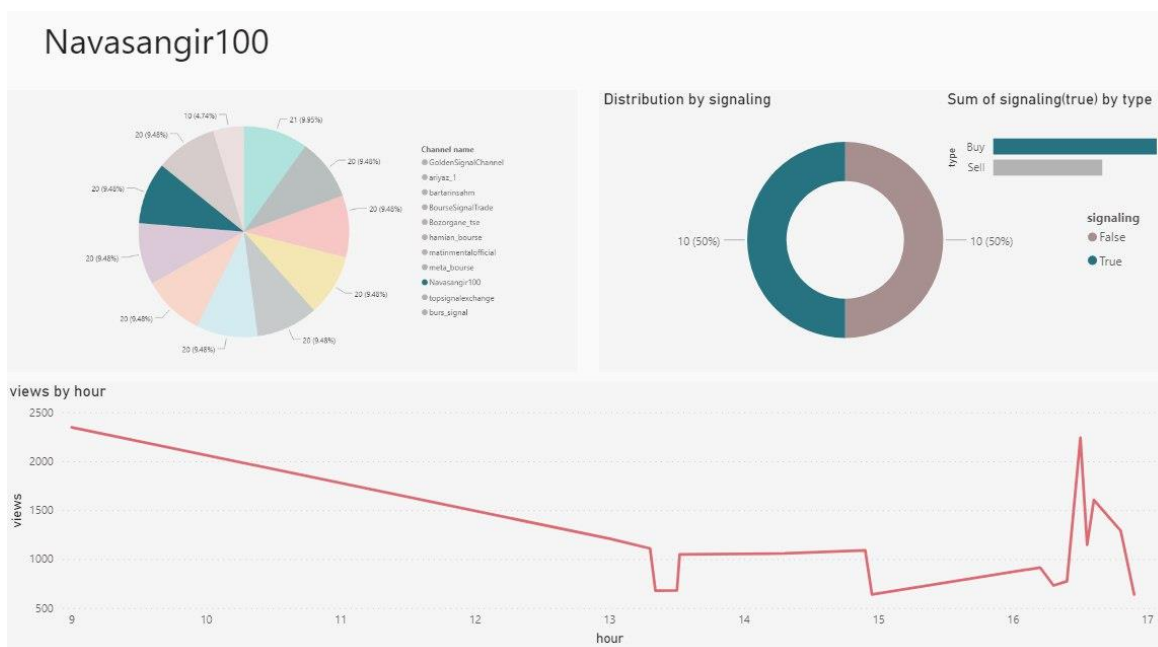 Navasangir100
10 (4.74%)
21 (9.95%)
20 (9.48%)
20 (9.48%)
20 (9.48%)
20 (9.48%)
20 (9.48%)
20 (9.48%)
20 (9.48%)
20 (9.48%)
20 (9.48%)
20 (9.48%)
Channel name
GoldenSignalChannel
ariyaz_1
bartarinsahm
BourseSignalTrade
Bozorgane_tse
hamian_bourse
matinmentalofficial
meta_bourse
Navasangir100
topsignalexchange
burs_signal
Distribution by signaling
10 (50%)
10 (50%)
Sum of signaling(true) by type
type
Buy
Sell
signaling
False
True
views by hour
views
2500
2000
1500
1000
500
9 10 11 12 13 14 15 16 17
hour